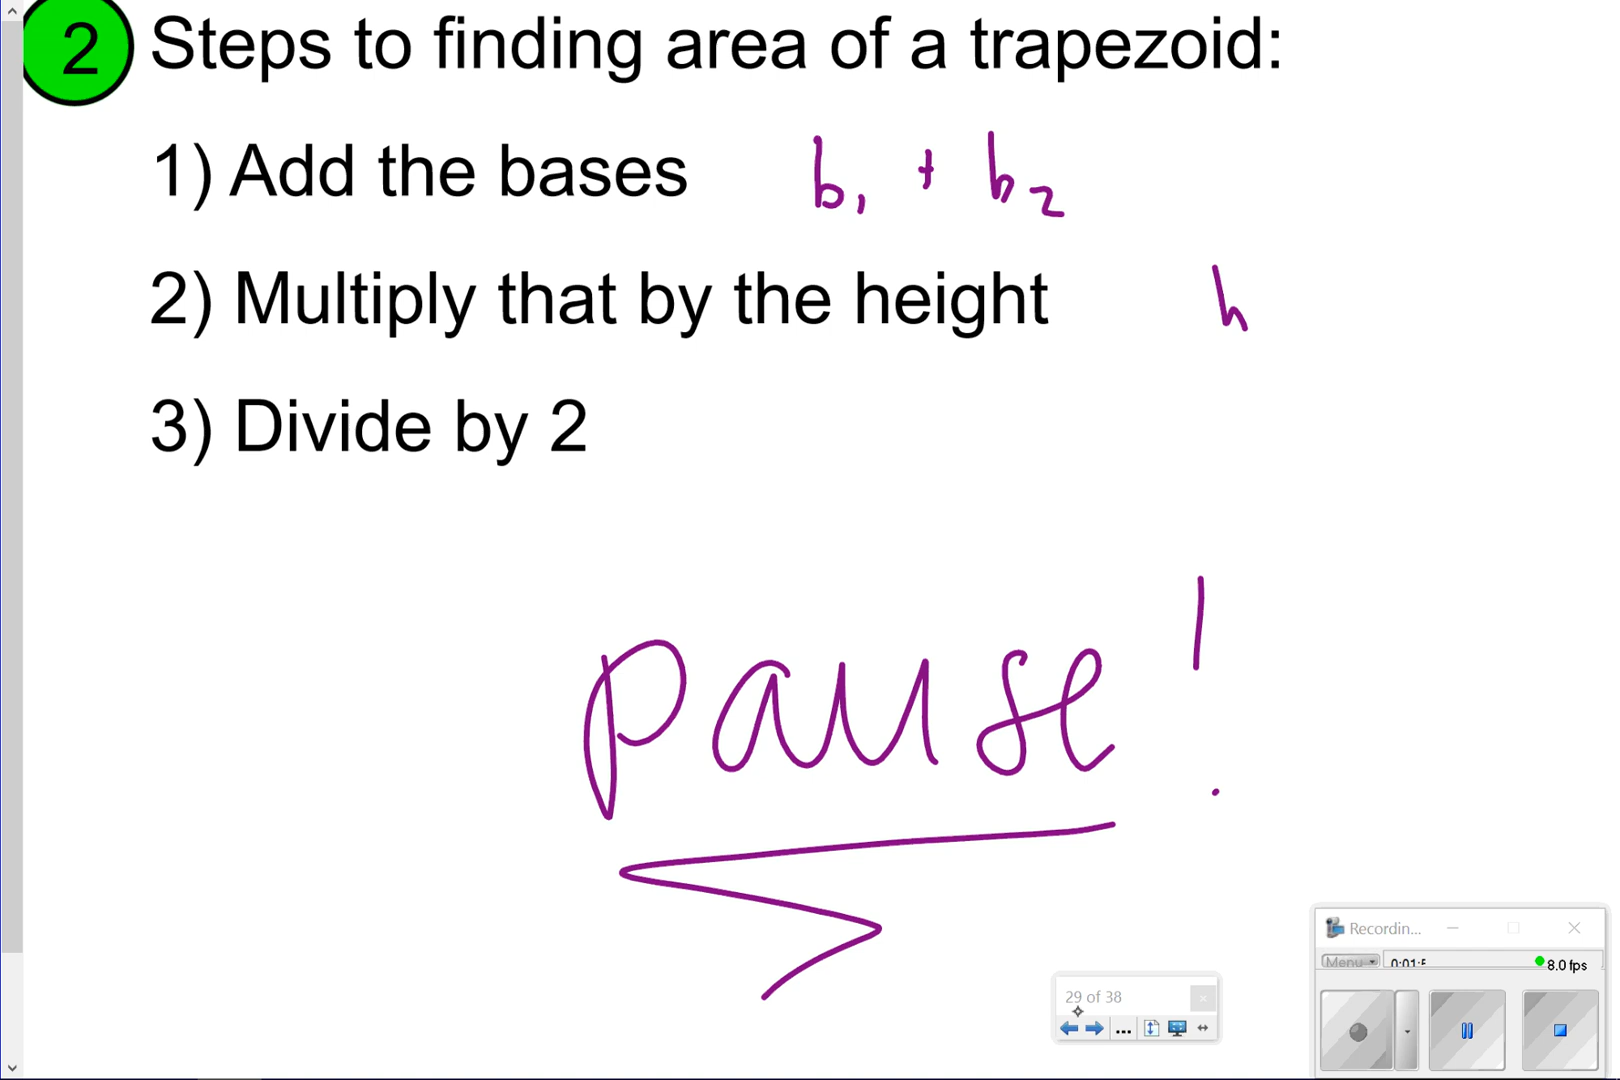 2 Steps to finding area of a trapezoid:
1) Add the bases b₁ + b₂
2) Multiply that by the height h
3) Divide by 2
pause!
Recordin...
Menu 8.0 fps
29 of 38